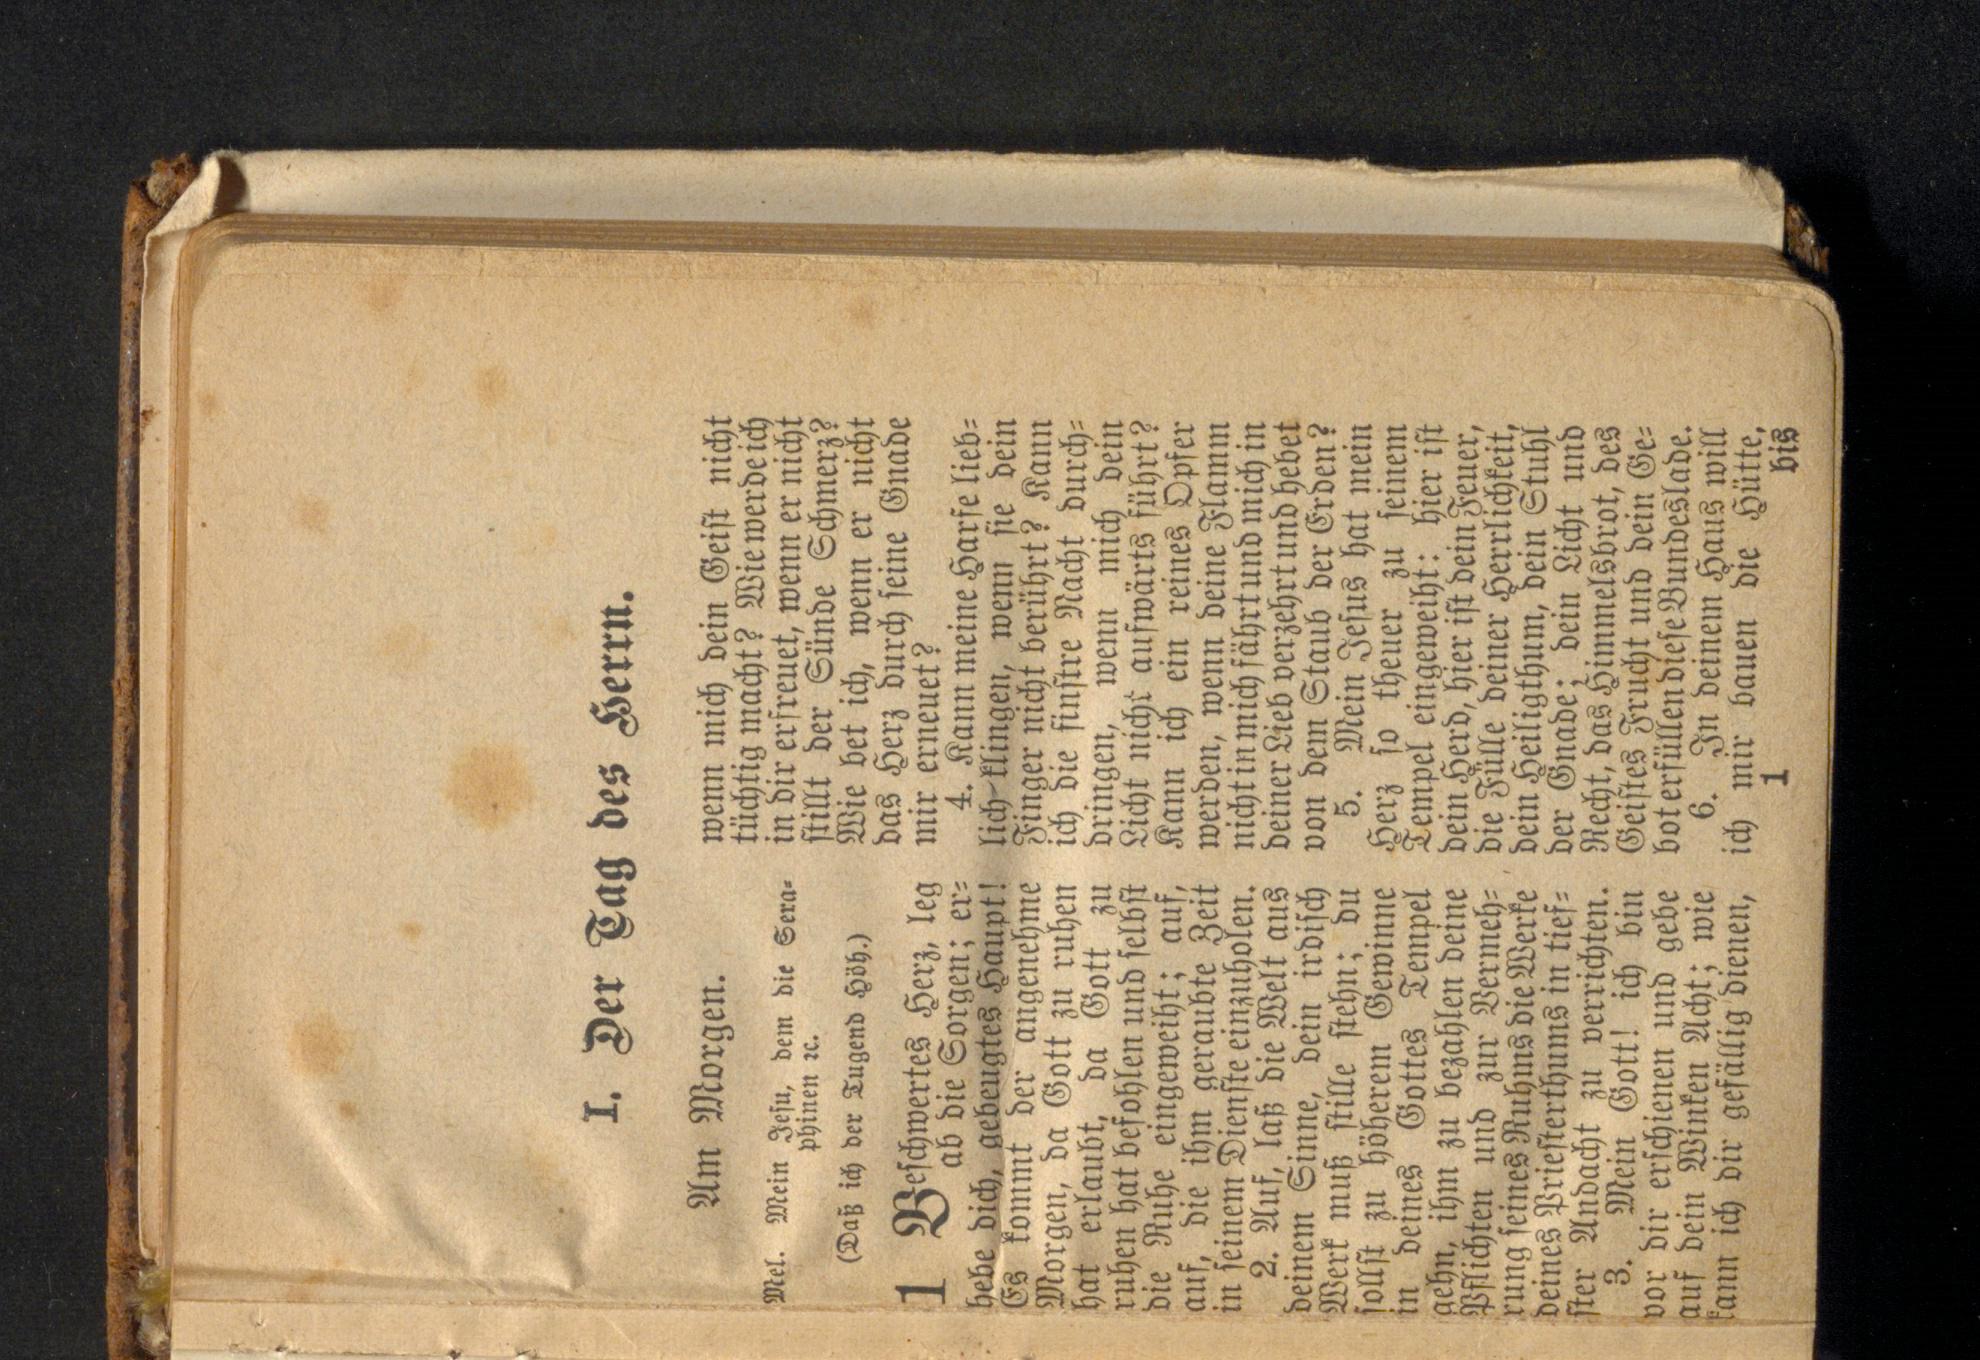 I. Der Tag des Herrn.
Am Morgen.
Mel. Mein Jesu, dem die Sera-
phinen ꝛc.
(Daß ich der Tugend Höh.)
1 Beschwertes Herz, leg
ab die Sorgen; er-
hebe dich, gebeugtes Haupt!
Es kommt der angenehme
Morgen, da Gott zu ruhen
hat erlaubt, da Gott zu
ruhen hat befohlen und selbst
die Ruhe eingeweiht; auf,
auf, die ihm geraubte Zeit
in seinem Dienste einzuholen.
2. Auf, laß die Welt aus
deinem Sinne, dein irdisch
Werk muß stille stehn; du
sollst zu höherem Gewinne
in deines Gottes Tempel
gehn, ihm zu bezahlen deine
Pflichten und zur Vermeh-
rung seines Ruhms die Werke
deines Priesterthums in tief-
ster Andacht zu verrichten.
3. Mein Gott! ich bin
vor dir erschienen und gebe
auf dein Winken Acht; wie
kann ich dir gefällig dienen,
wenn mich dein Geist nicht
tüchtig macht? Wie werde ich
in dir erfreuet, wenn er nicht
stillt der Sünde Schmerz?
Wie bet ich, wenn er nicht
das Herz durch seine Gnade
mir erneuet?
4. Kann meine Harfe lieb-
lich klingen, wenn sie dein
Finger nicht berührt? Kann
ich die finstre Nacht durch-
dringen, wenn mich dein
Licht nicht aufwärts führt?
Kann ich ein reines Opfer
werden, wenn deine Flamm
nicht in mich fährt und mich in
deiner Lieb verzehrt und hebet
von dem Staub der Erden?
5. Mein Jesus hat mein
Herz so theuer zu seinem
Tempel eingeweiht: hier ist
dein Herd, hier ist dein Feuer,
die Fülle deiner Herrlichkeit,
dein Heiligthum, dein Stuhl
der Gnade; dein Licht und
Recht, das Himmelsbrot, des
Geistes Frucht und dein Ge-
bot erfüllen diese Bundeslade.
6. In deinem Haus will
ich mir bauen die Hütte,
1 bis